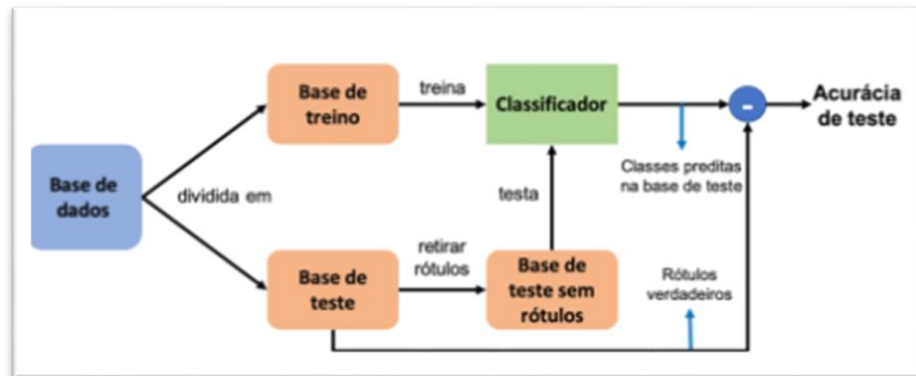 Base de
dados
dividida em
Base de
treino
treina
Classificador
-
Acurácia
de teste
Classes preditas
na base de teste
testa
Base de
teste
retirar
rótulos
Base de
teste sem
rótulos
Rótulos
verdadeiros